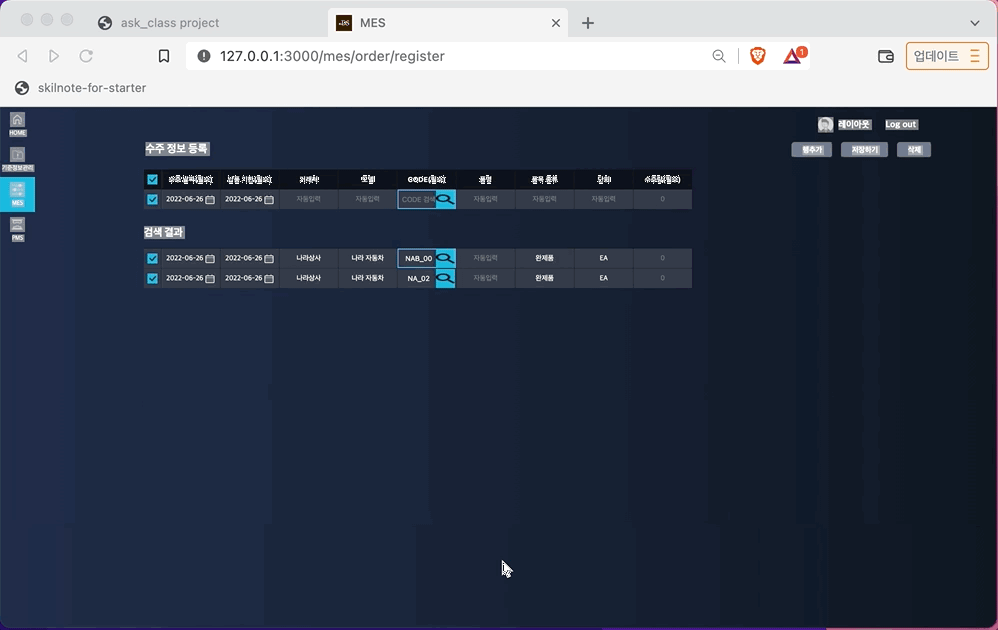 ask_class project
MES
127.0.0.1:3000/mes/order/register
1
업데이트
skilnote-for-starter
HOME
기준정보관리
MES
PMS
레이아웃 Log out
수주 정보 등록
행추가 저장하기 삭제
수주날짜(필수) 납품 기한(필수) 거래처 모델 CODE(필수) 품명 품목 종류 단위 수주량(필수)
2022-06-26 2022-06-26 자동입력 자동입력 CODE 검색 자동입력 자동입력 자동입력 0
검색 결과
2022-06-26 2022-06-26 나라상사 나라 자동차 NAB_00 자동입력 완제품 EA 0
2022-06-26 2022-06-26 나라상사 나라 자동차 NA_02 자동입력 완제품 EA 0